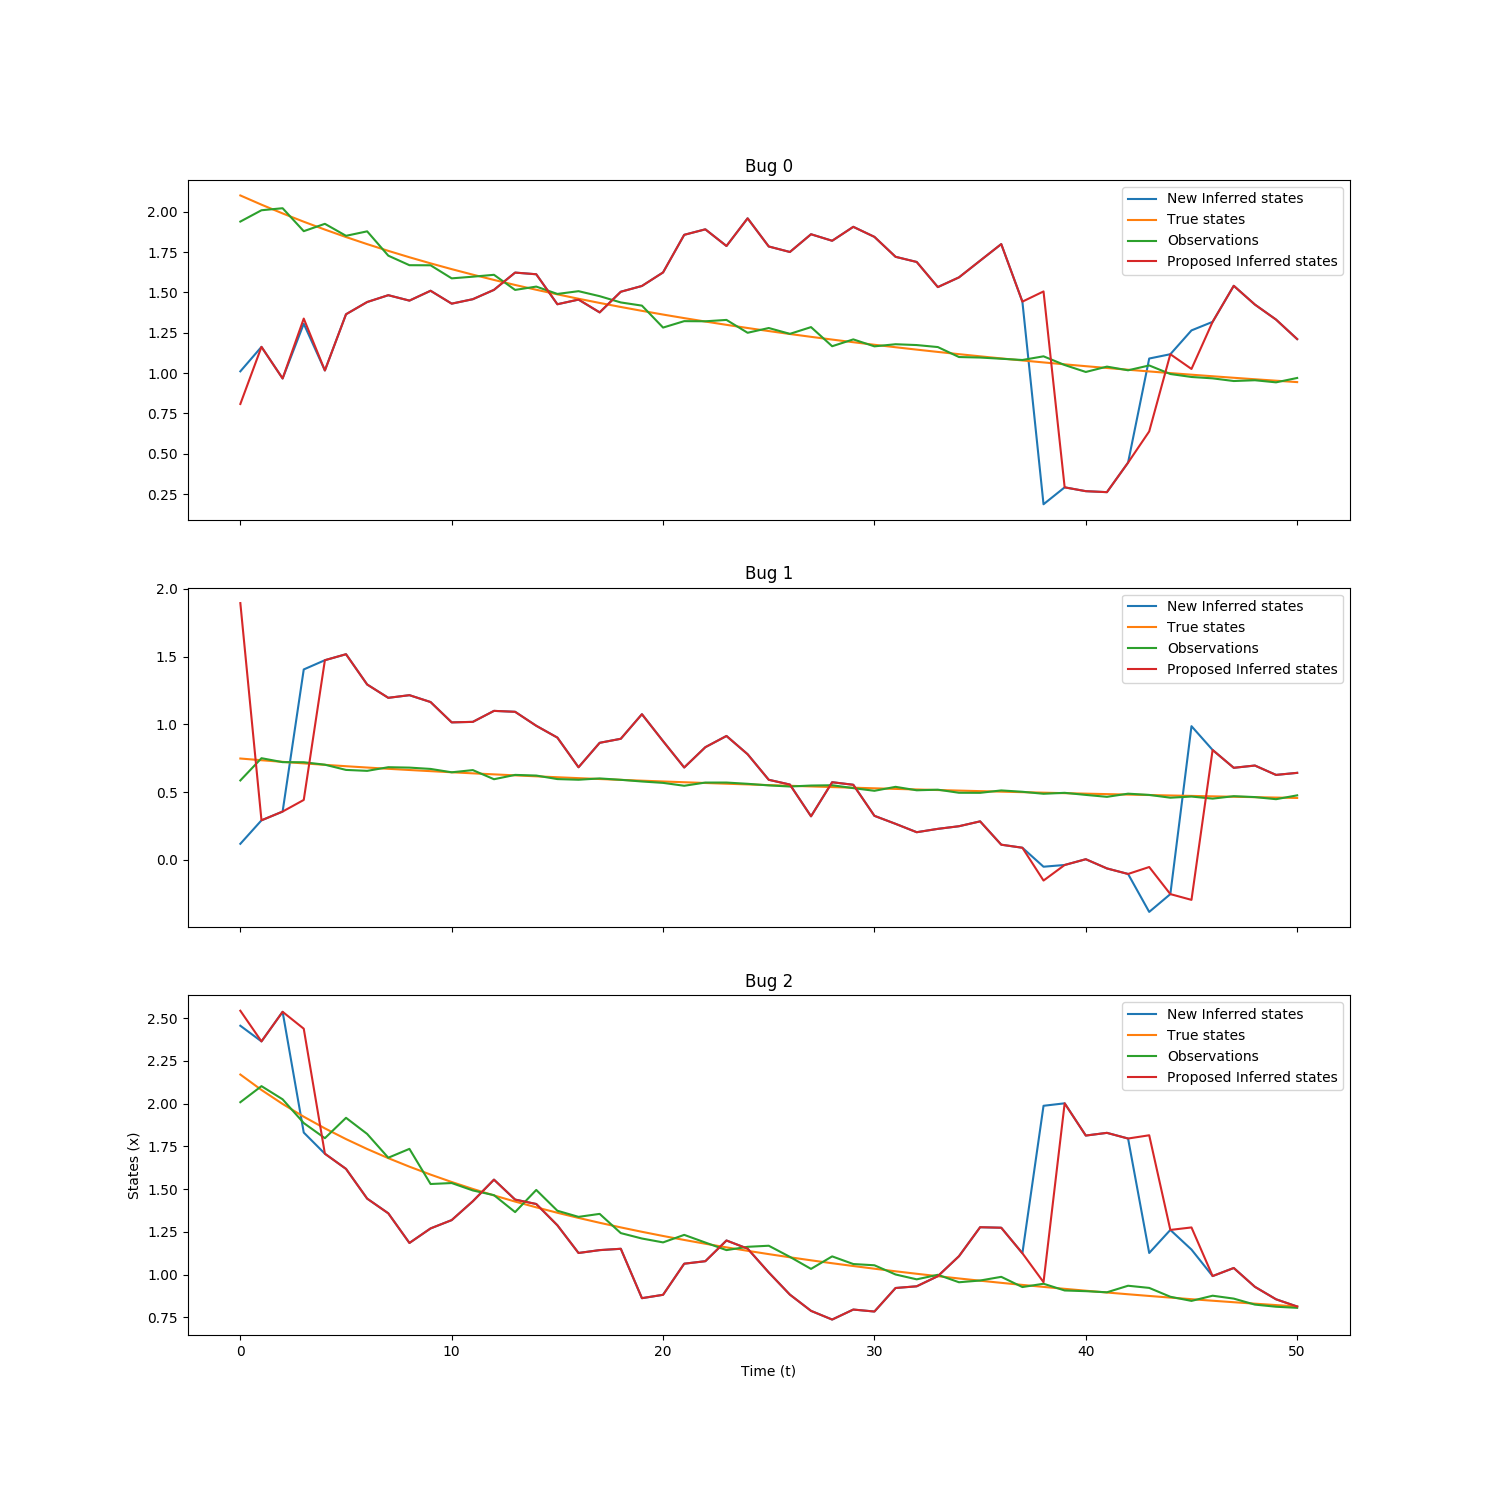 Bug 0
New Inferred states
True states
Observations
Proposed Inferred states
2.00
1.75
1.50
1.25
1.00
0.75
0.50
0.25
Bug 1
New Inferred states
True states
Observations
Proposed Inferred states
2.0
1.5
1.0
0.5
0.0
Bug 2
New Inferred states
True states
Observations
Proposed Inferred states
2.50
2.25
2.00
1.75
1.50
1.25
1.00
0.75
States (x)
0 10 20 30 40 50
Time (t)